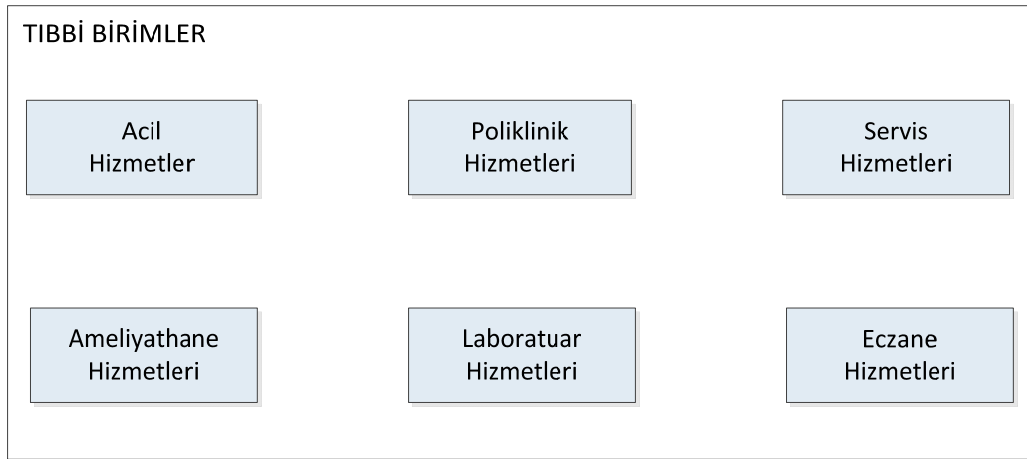 TIBBİ BİRİMLER
Acil
Hizmetler
Poliklinik
Hizmetleri
Servis
Hizmetleri
Ameliyathane
Hizmetleri
Laboratuar
Hizmetleri
Eczane
Hizmetleri